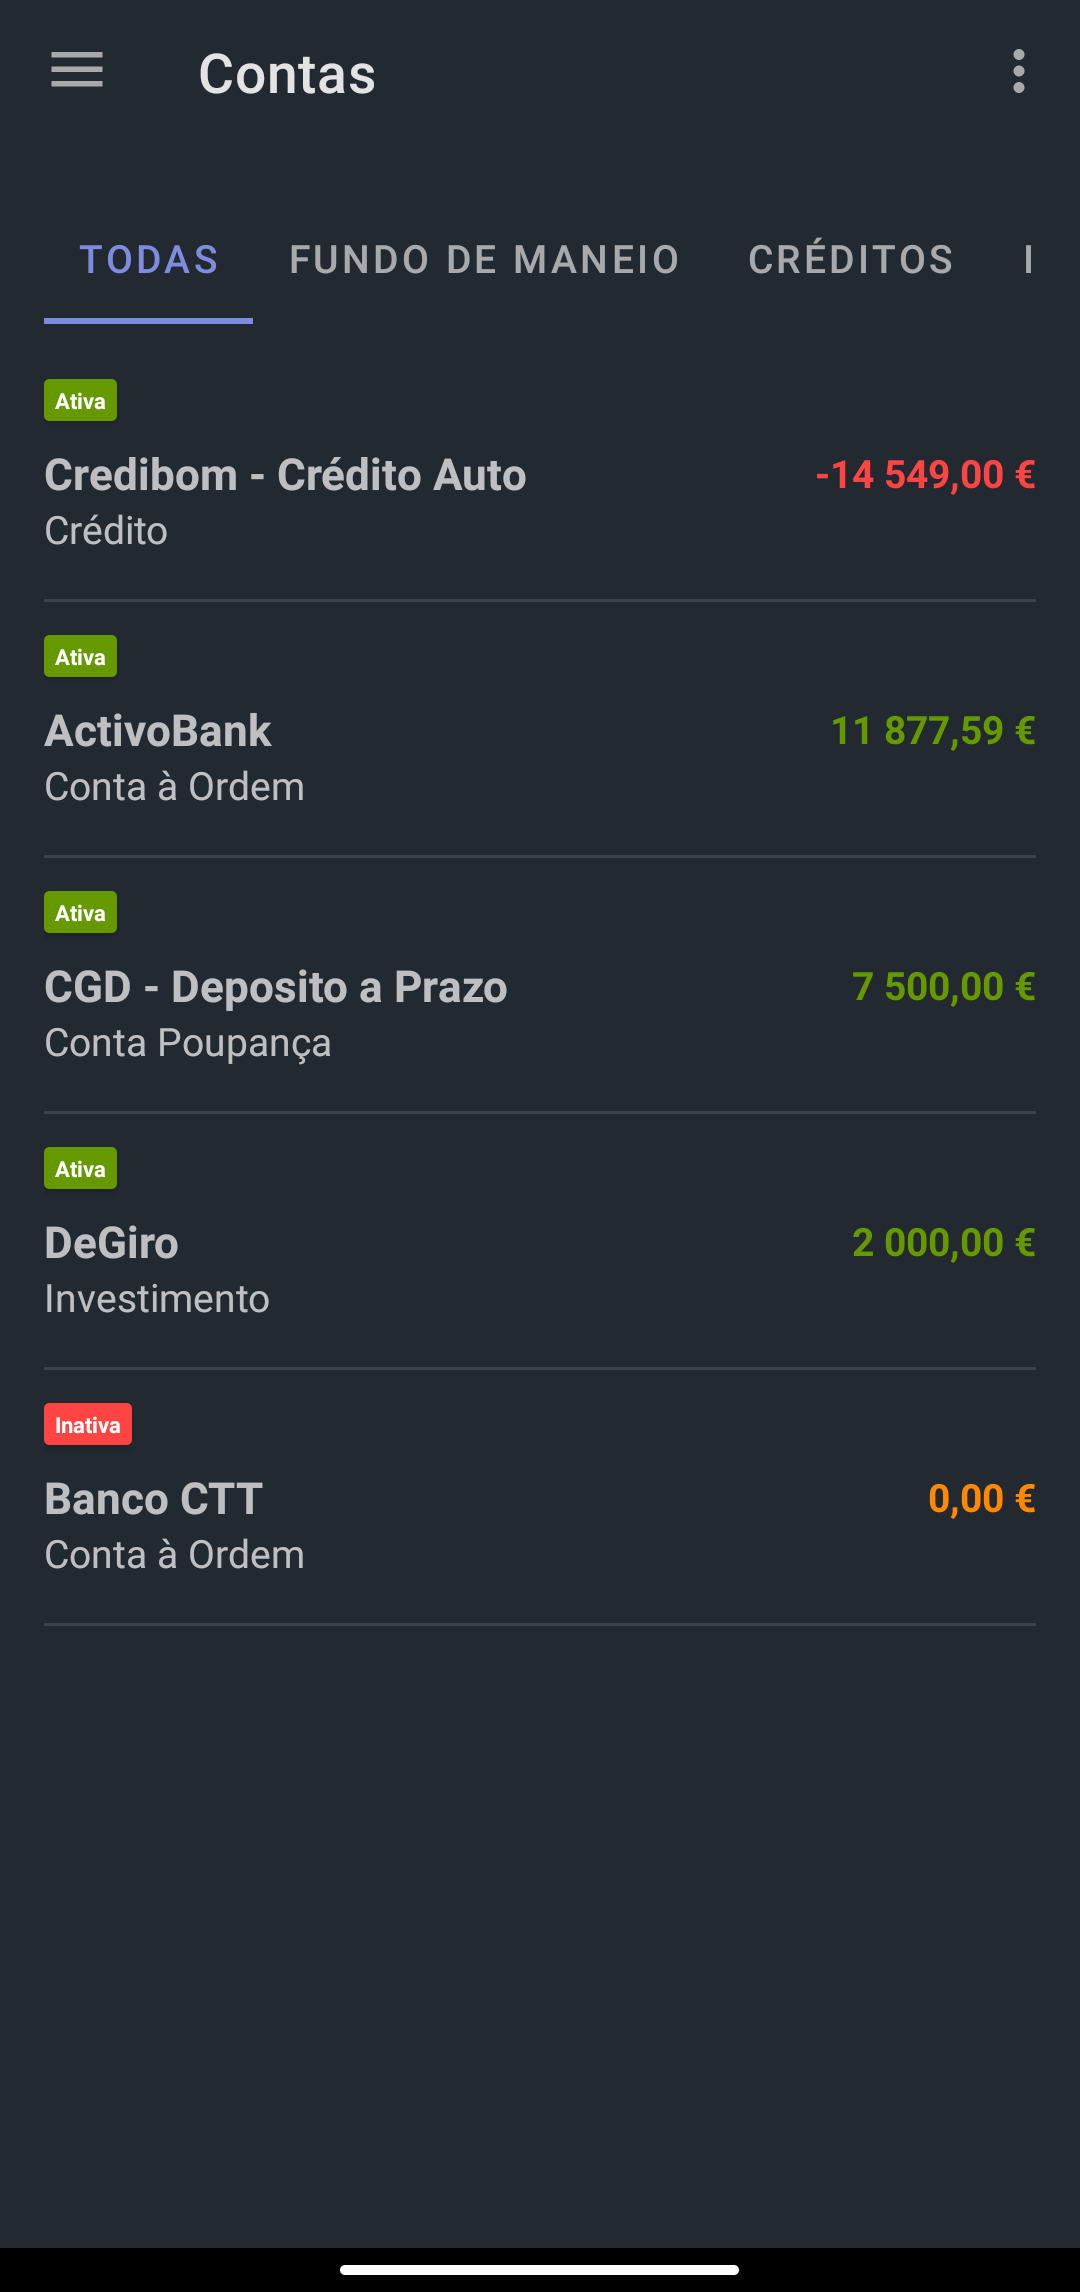 Contas
TODAS FUNDO DE MANEIO CRÉDITOS I
Ativa
Credibom - Crédito Auto -14 549,00 €
Crédito
Ativa
ActivoBank 11 877,59 €
Conta à Ordem
Ativa
CGD - Deposito a Prazo 7 500,00 €
Conta Poupança
Ativa
DeGiro 2 000,00 €
Investimento
Inativa
Banco CTT 0,00 €
Conta à Ordem